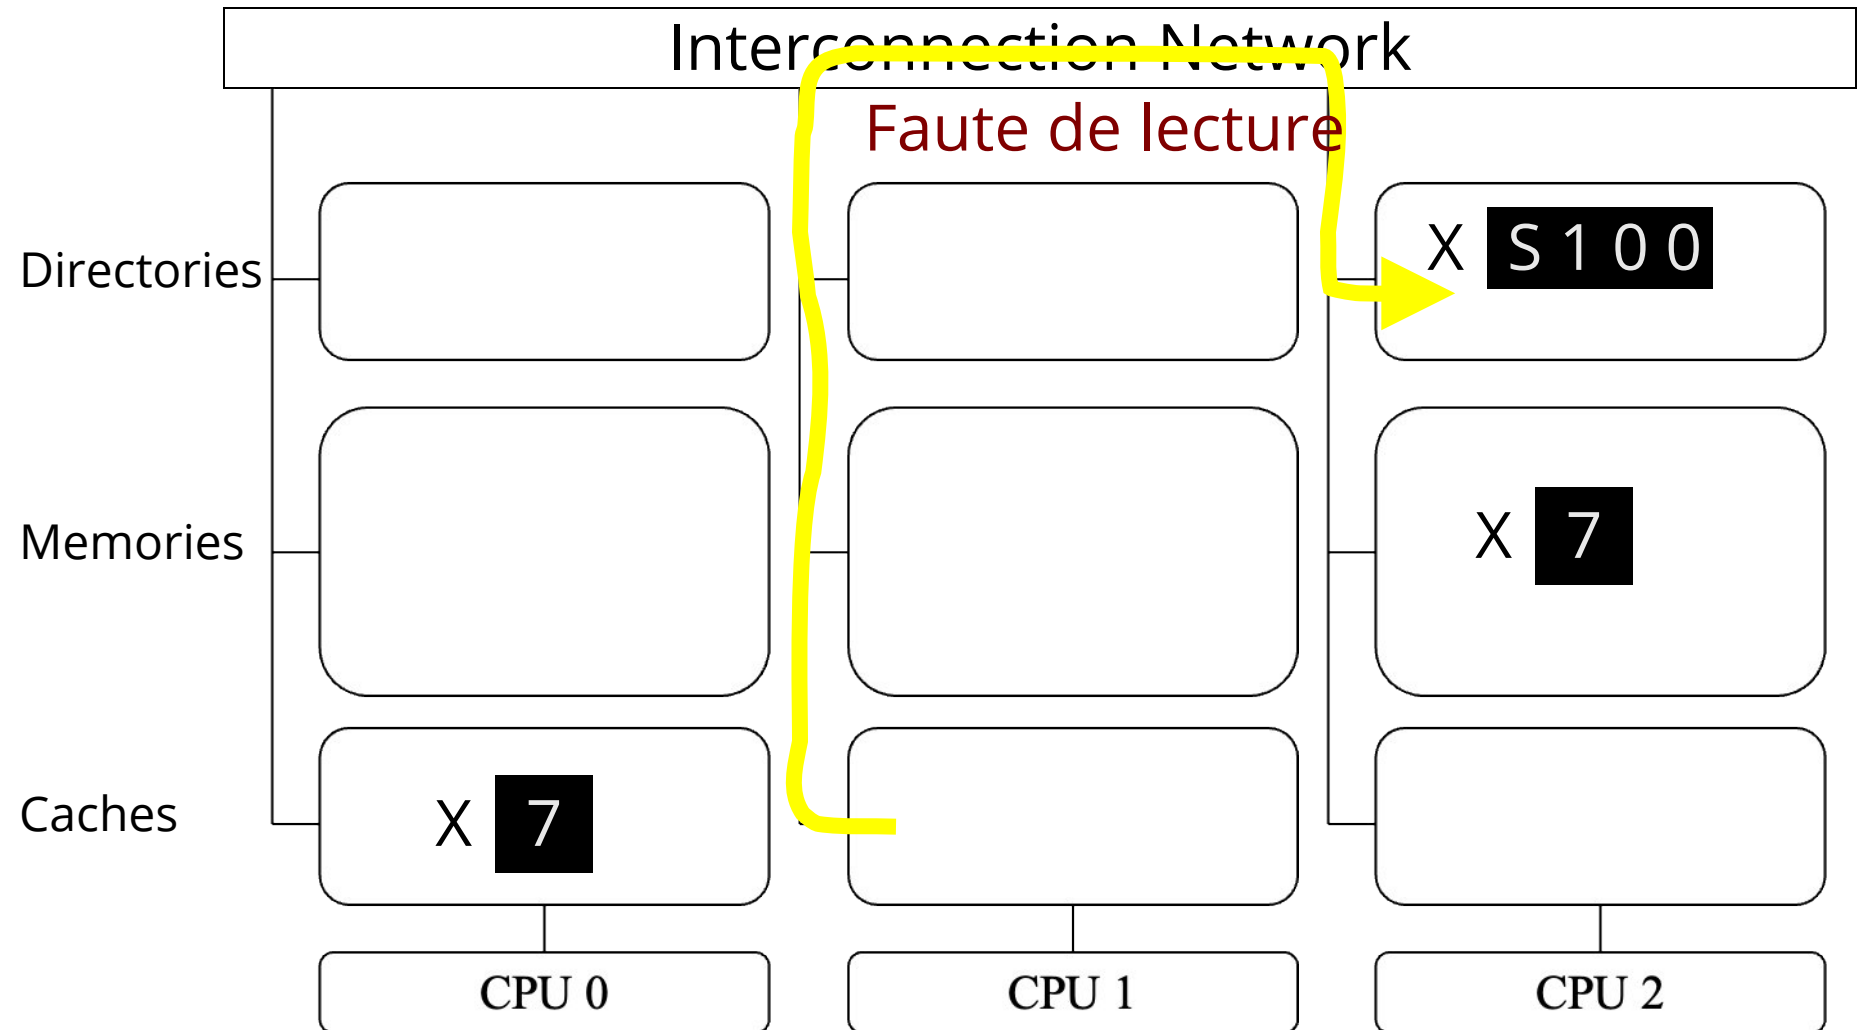 Interconnection Network
Faute de lecture
Directories
X S 1 0 0
Memories
X 7
Caches
X 7
CPU 0
CPU 1
CPU 2